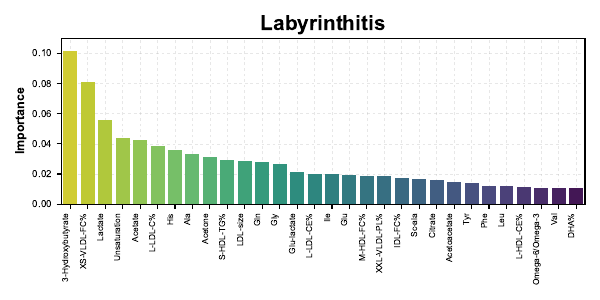 Labyrinthitis
Importance
0.10
0.08
0.06
0.04
0.02
0.00
3-Hydroxybutyrate
XS-VLDL-FC%
Lactate
Unsaturation
Acetate
L-LDL-C%
His
Ala
Acetone
S-HDL-TG%
LDL-size
Gln
Gly
Glu-lactate
L-LDL-CE%
Ile
Glu
M-HDL-FC%
XXL-VLDL-PL%
IDL-FC%
Citrate
Acetoacetate
Tyr
Phe
Leu
L-HDL-CE%
Omega-6/Omega-3
Val
DHA%